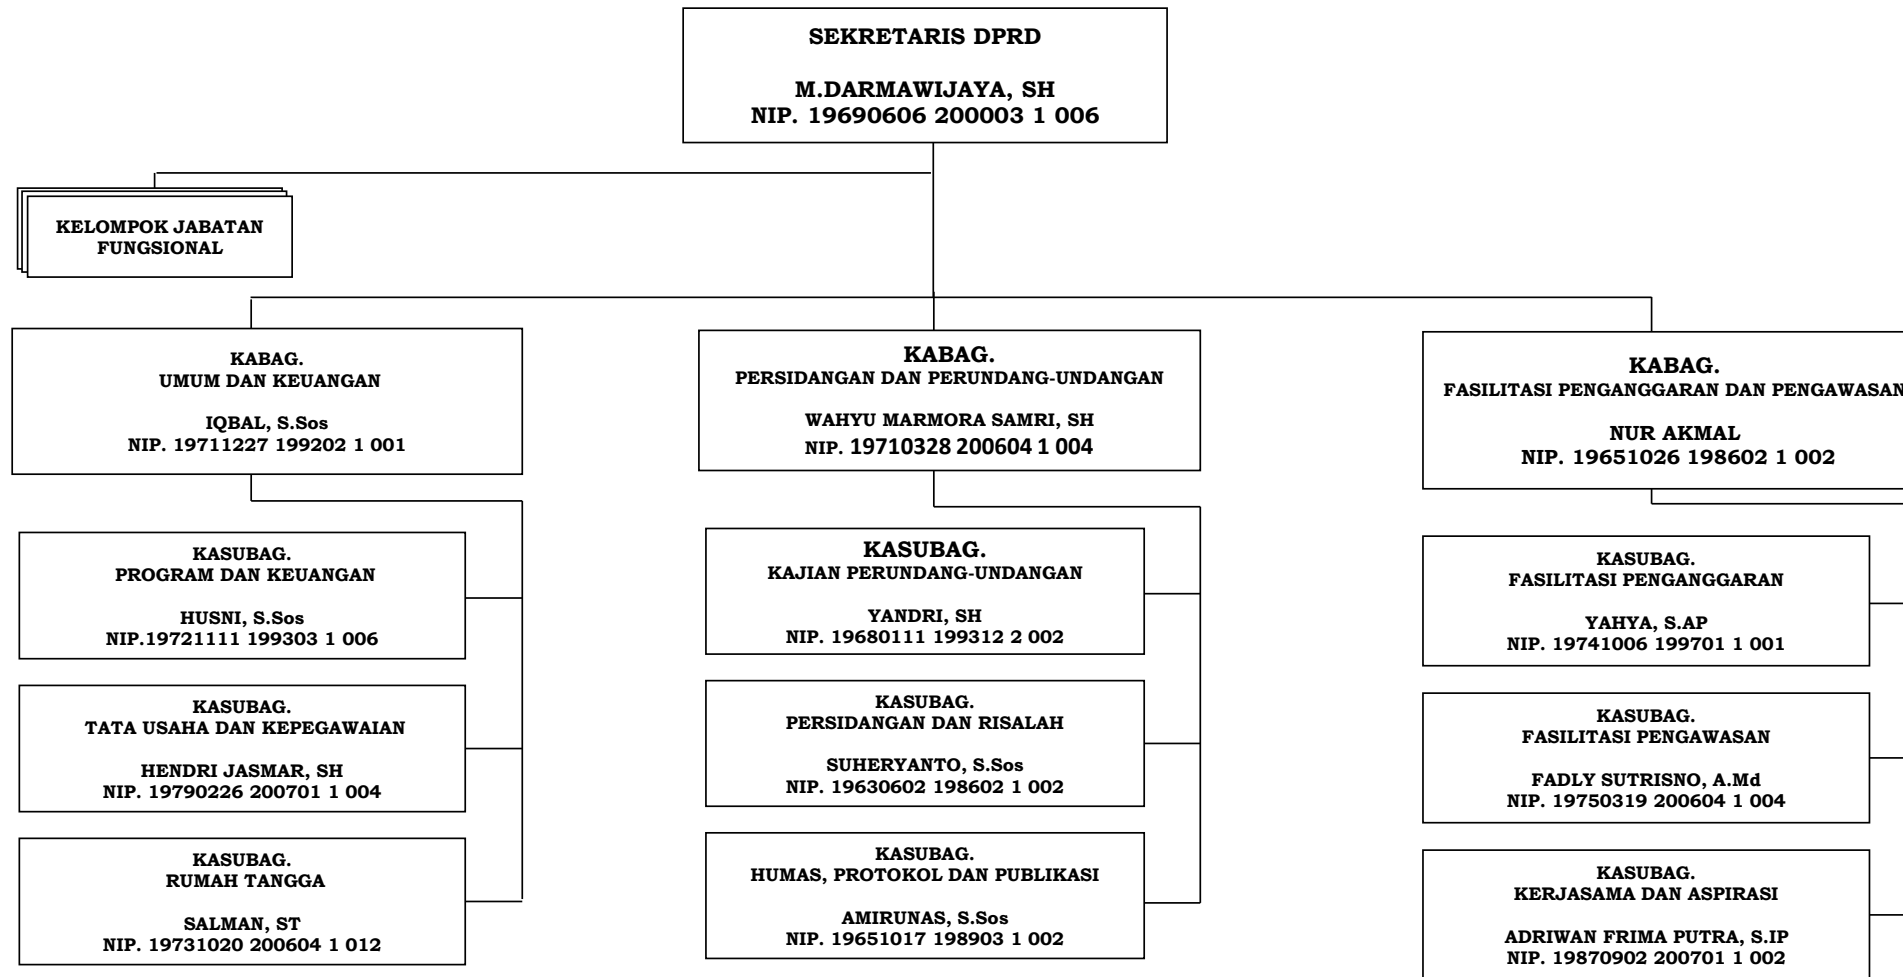 SEKRETARIS DPRD
M.DARMAWIJAYA, SH
NIP. 19690606 200003 1 006
KELOMPOK JABATAN
FUNGSIONAL
KABAG.
UMUM DAN KEUANGAN
IQBAL, S.Sos
NIP. 19711227 199202 1 001
KABAG.
PERSIDANGAN DAN PERUNDANG-UNDANGAN
WAHYU MARMORA SAMRI, SH
NIP. 19710328 200604 1 004
KABAG.
FASILITASI PENGANGGARAN DAN PENGAWASAN
NUR AKMAL
NIP. 19651026 198602 1 002
KASUBAG.
PROGRAM DAN KEUANGAN
HUSNI, S.Sos
NIP.19721111 199303 1 006
KASUBAG.
TATA USAHA DAN KEPEGAWAIAN
HENDRI JASMAR, SH
NIP. 19790226 200701 1 004
KASUBAG.
RUMAH TANGGA
SALMAN, ST
NIP. 19731020 200604 1 012
KASUBAG.
KAJIAN PERUNDANG-UNDANGAN
YANDRI, SH
NIP. 19680111 199312 2 002
KASUBAG.
PERSIDANGAN DAN RISALAH
SUHERYANTO, S.Sos
NIP. 19630602 198602 1 002
KASUBAG.
HUMAS, PROTOKOL DAN PUBLIKASI
AMIRUNAS, S.Sos
NIP. 19651017 198903 1 002
KASUBAG.
FASILITASI PENGANGGARAN
YAHYA, S.AP
NIP. 19741006 199701 1 001
KASUBAG.
FASILITASI PENGAWASAN
FADLY SUTRISNO, A.Md
NIP. 19750319 200604 1 004
KASUBAG.
KERJASAMA DAN ASPIRASI
ADRIWAN FRIMA PUTRA, S.IP
NIP. 19870902 200701 1 002